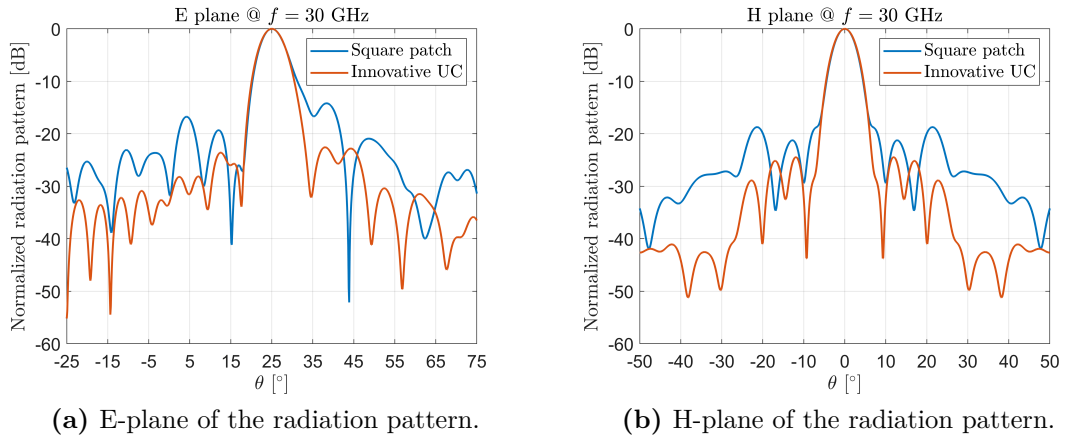 E plane @ f = 30 GHz
Normalized radiation pattern [dB]
0
-10
-20
-30
-40
-50
-60
Square patch
Innovative UC
-25 -15 -5 5 15 25 35 45 55 65 75
θ [°]
(a) E-plane of the radiation pattern.
H plane @ f = 30 GHz
Normalized radiation pattern [dB]
0
-10
-20
-30
-40
-50
-60
Square patch
Innovative UC
-50 -40 -30 -20 -10 0 10 20 30 40 50
θ [°]
(b) H-plane of the radiation pattern.